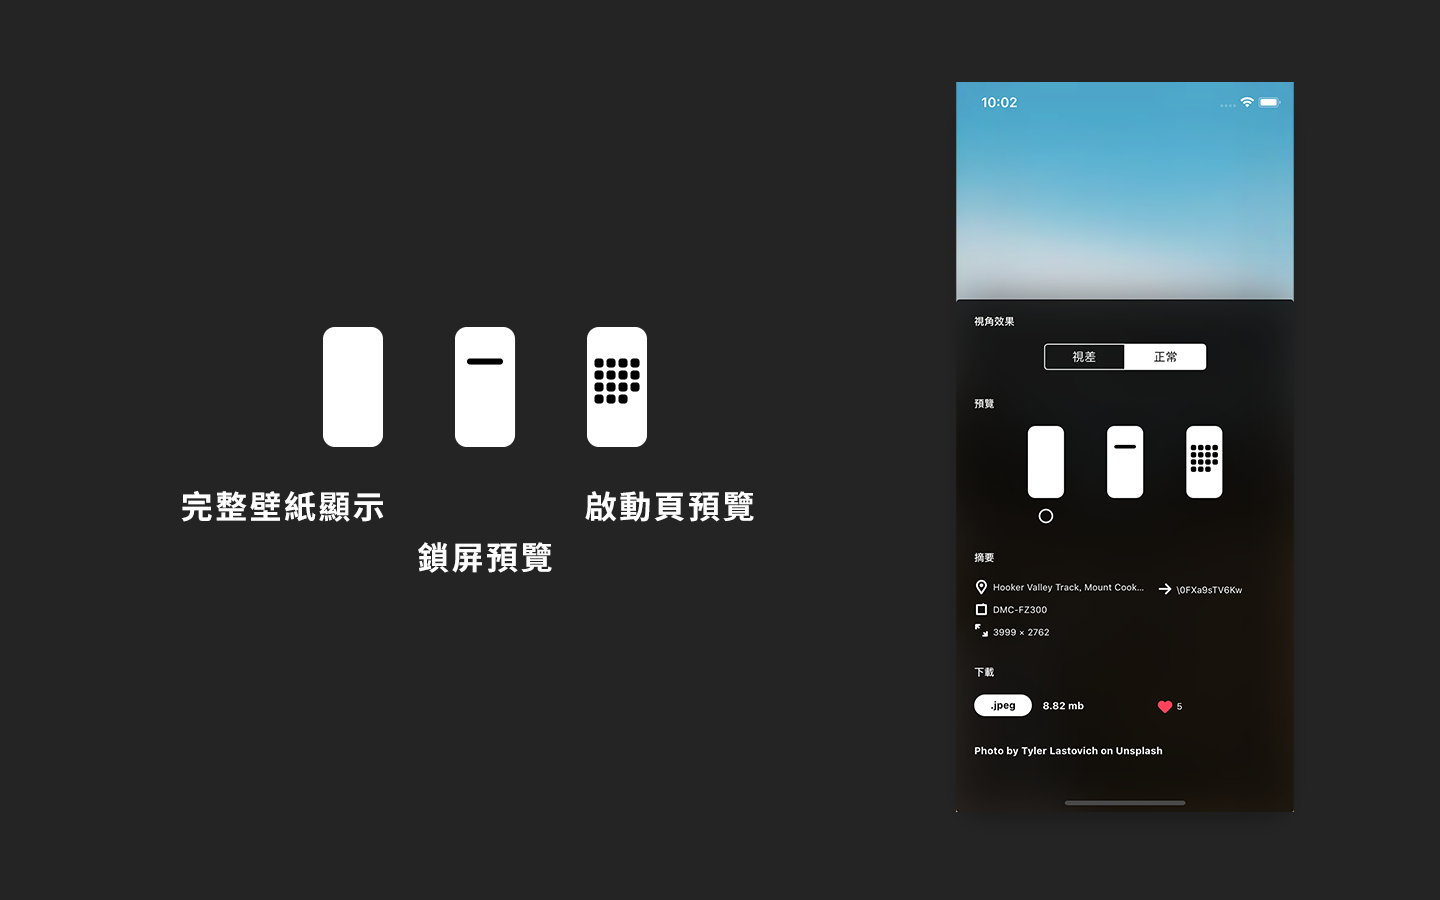 完整壁紙顯示
鎖屏預覽
啟動頁預覽
10:02
視角效果
視差
正常
預覽
摘要
Hooker Valley Track, Mount Cook...
\0FXa9sTV6Kw
DMC-FZ300
3999 × 2762
下載
.jpeg
8.82 mb
5
Photo by Tyler Lastovich on Unsplash